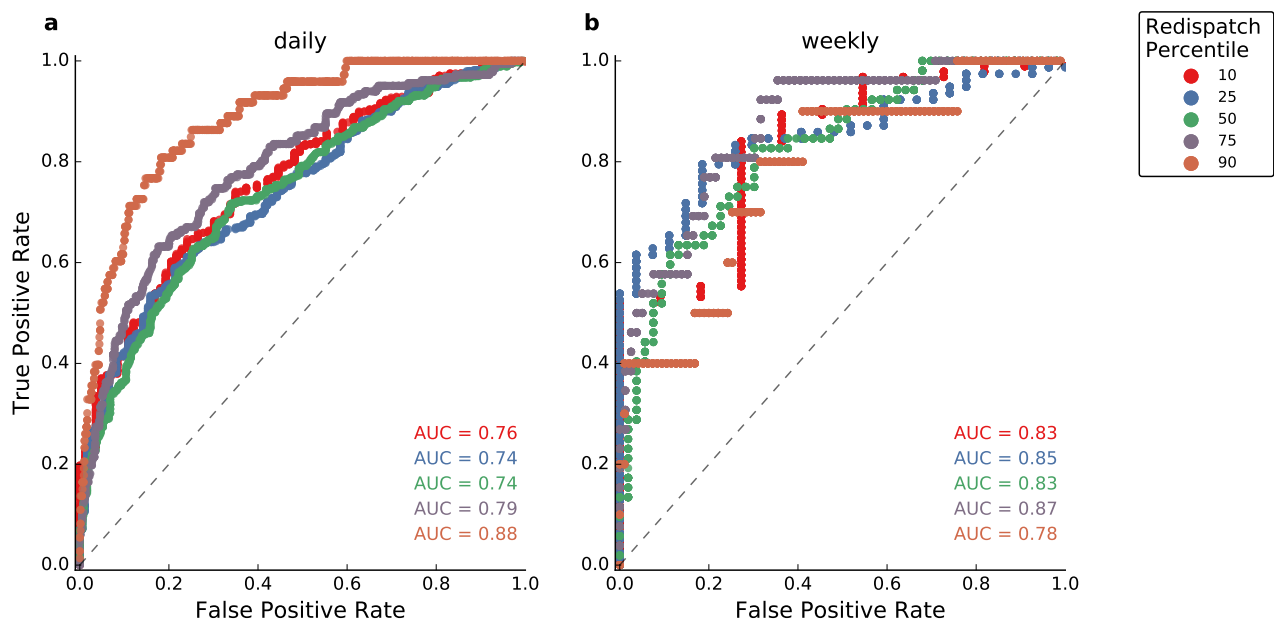 a
daily
1.0
0.8
0.6
0.4
0.2
0.0
True Positive Rate
0.0 0.2 0.4 0.6 0.8 1.0
False Positive Rate
AUC = 0.76
AUC = 0.74
AUC = 0.74
AUC = 0.79
AUC = 0.88
b
weekly
1.0
0.8
0.6
0.4
0.2
0.0
0.0 0.2 0.4 0.6 0.8 1.0
False Positive Rate
AUC = 0.83
AUC = 0.85
AUC = 0.83
AUC = 0.87
AUC = 0.78
Redispatch
Percentile
10
25
50
75
90